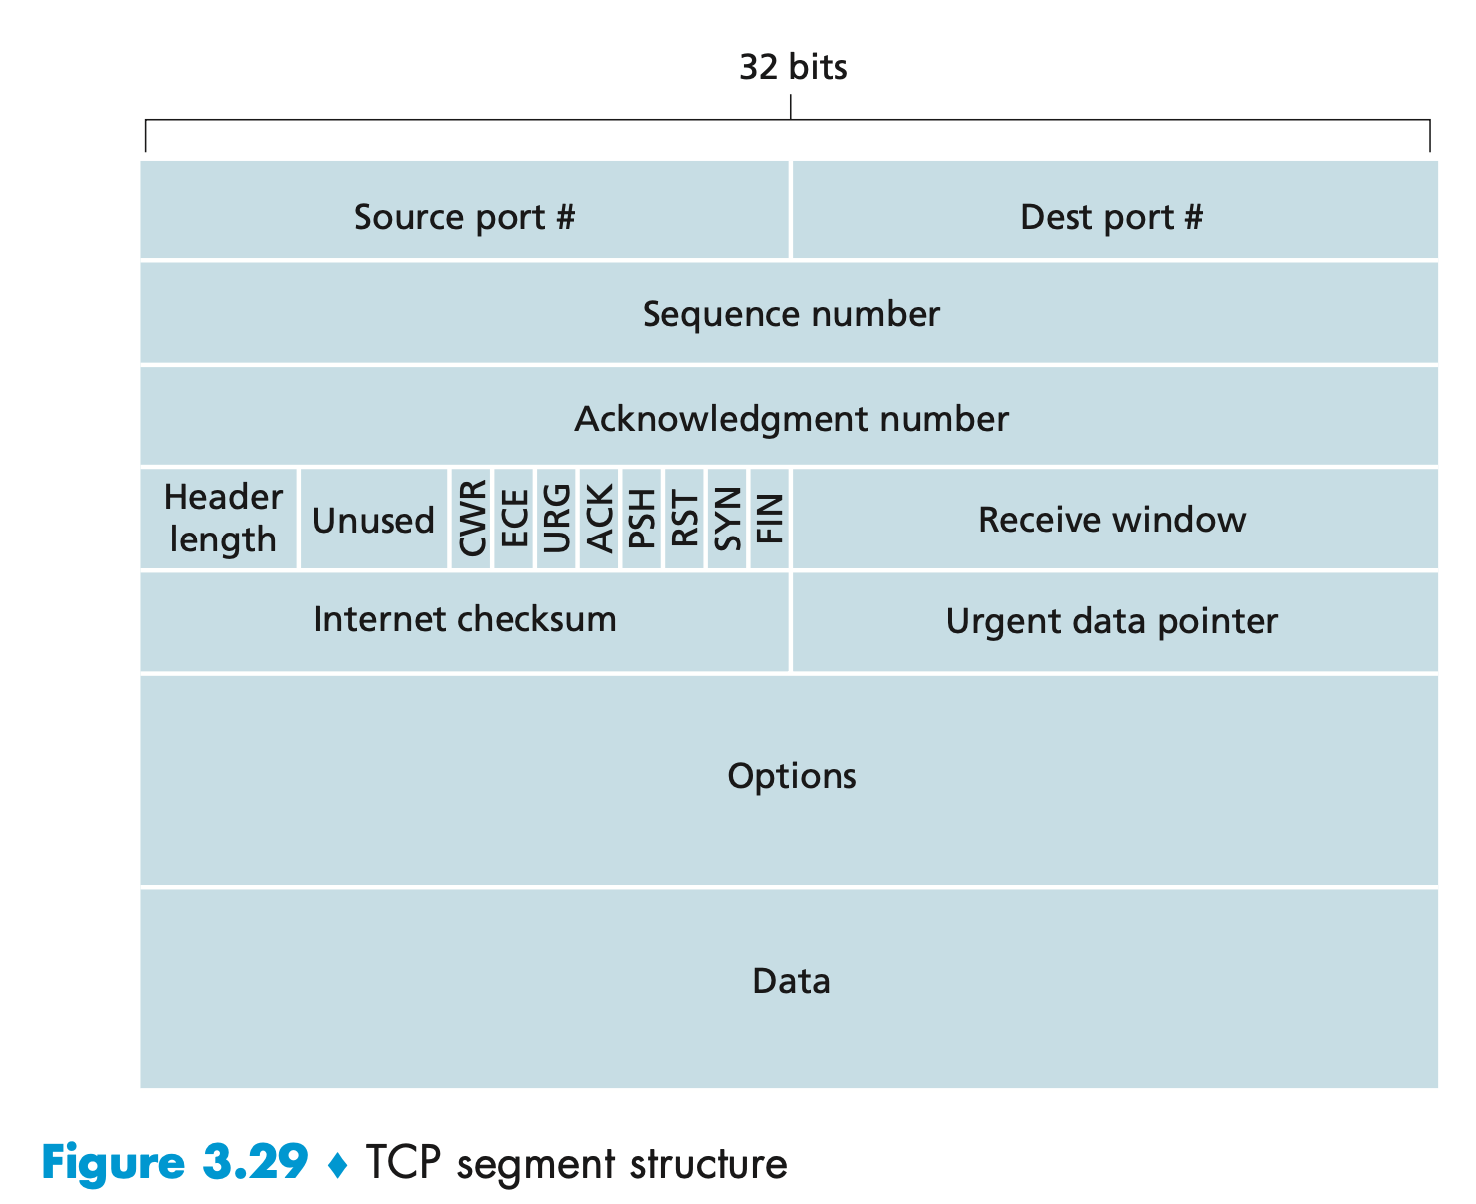 32 bits
Source port #
Dest port #
Sequence number
Acknowledgment number
Header
length
Unused
CWR
ECE
URG
ACK
PSH
RST
SYN
FIN
Receive window
Internet checksum
Urgent data pointer
Options
Data
Figure 3.29 ♦ TCP segment structure